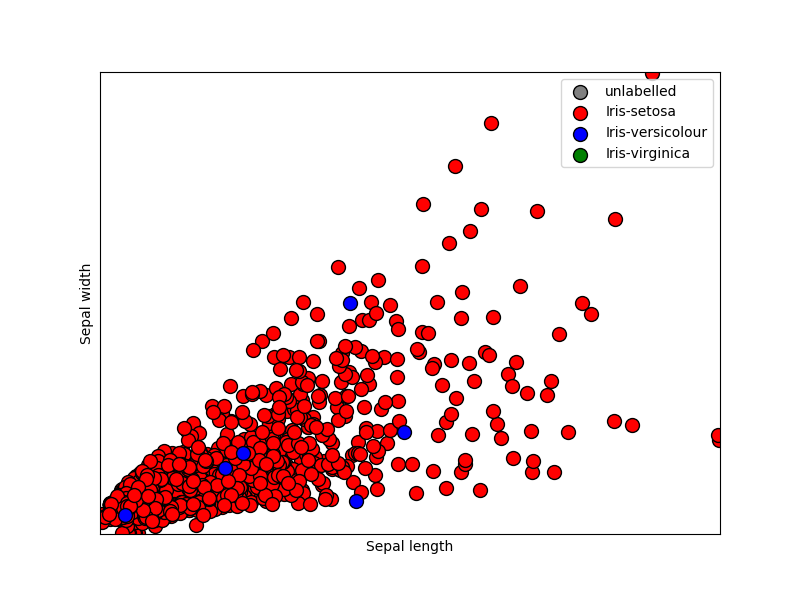 unlabelled
Iris-setosa
Iris-versicolour
Iris-virginica
Sepal width
Sepal length